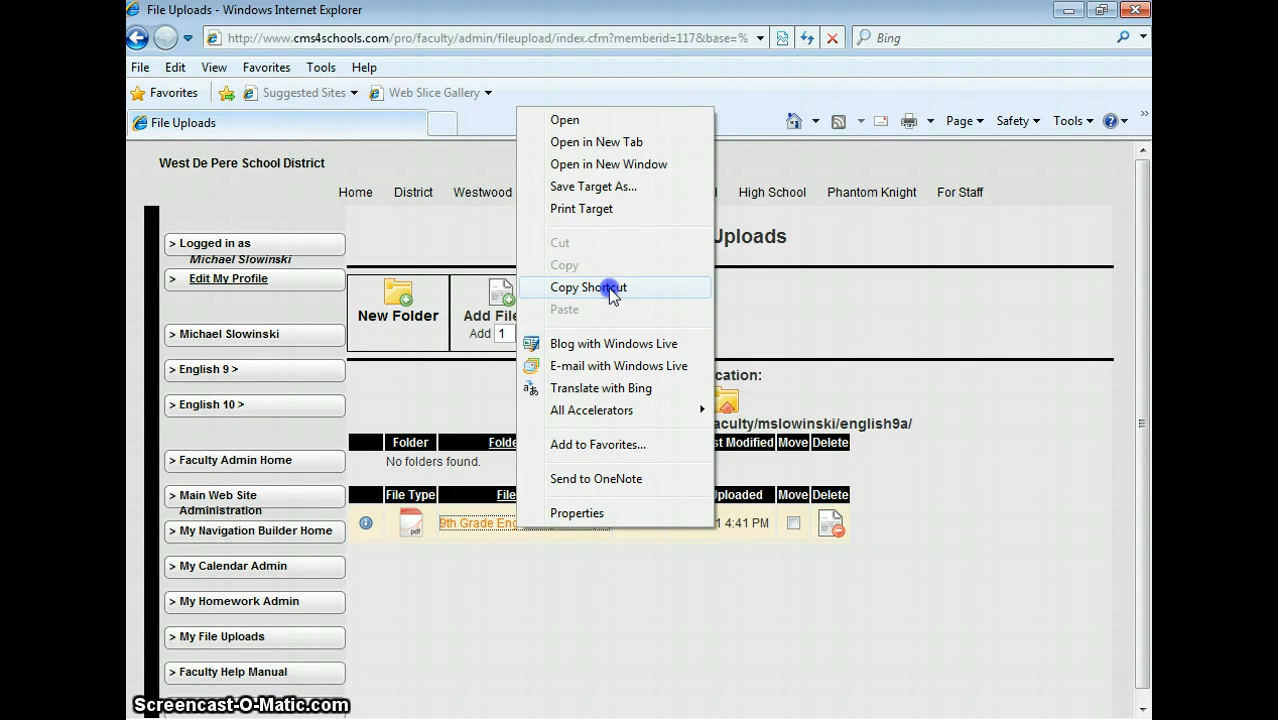 File Uploads - Windows Internet Explorer
http://www.cms4schools.com/pro/faculty/admin/fileupload/index.cfm?memberid=117&base=%
Bing
File Edit View Favorites Tools Help
Favorites Suggested Sites Web Slice Gallery
File Uploads
Page Safety Tools
West De Pere School District
Home District Westwood High School Phantom Knight For Staff
Uploads
> Logged in as
Michael Slowinski
> Edit My Profile
> Michael Slowinski
> English 9 >
> English 10 >
> Faculty Admin Home
> Main Web Site
Administration
> My Navigation Builder Home
> My Calendar Admin
> My Homework Admin
> My File Uploads
> Faculty Help Manual
New Folder
Add File
Add 1
Open
Open in New Tab
Open in New Window
Save Target As...
Print Target
Cut
Copy
Copy Shortcut
Paste
Blog with Windows Live
E-mail with Windows Live
Translate with Bing
All Accelerators
Add to Favorites...
Send to OneNote
Properties
cation:
aculty/mslowinski/english9a/
Folder Folde st Modified Move Delete
No folders found.
File Type File Uploaded Move Delete
pdf 9th Grade Eng 1 4:41 PM
Screencast-O-Matic.com